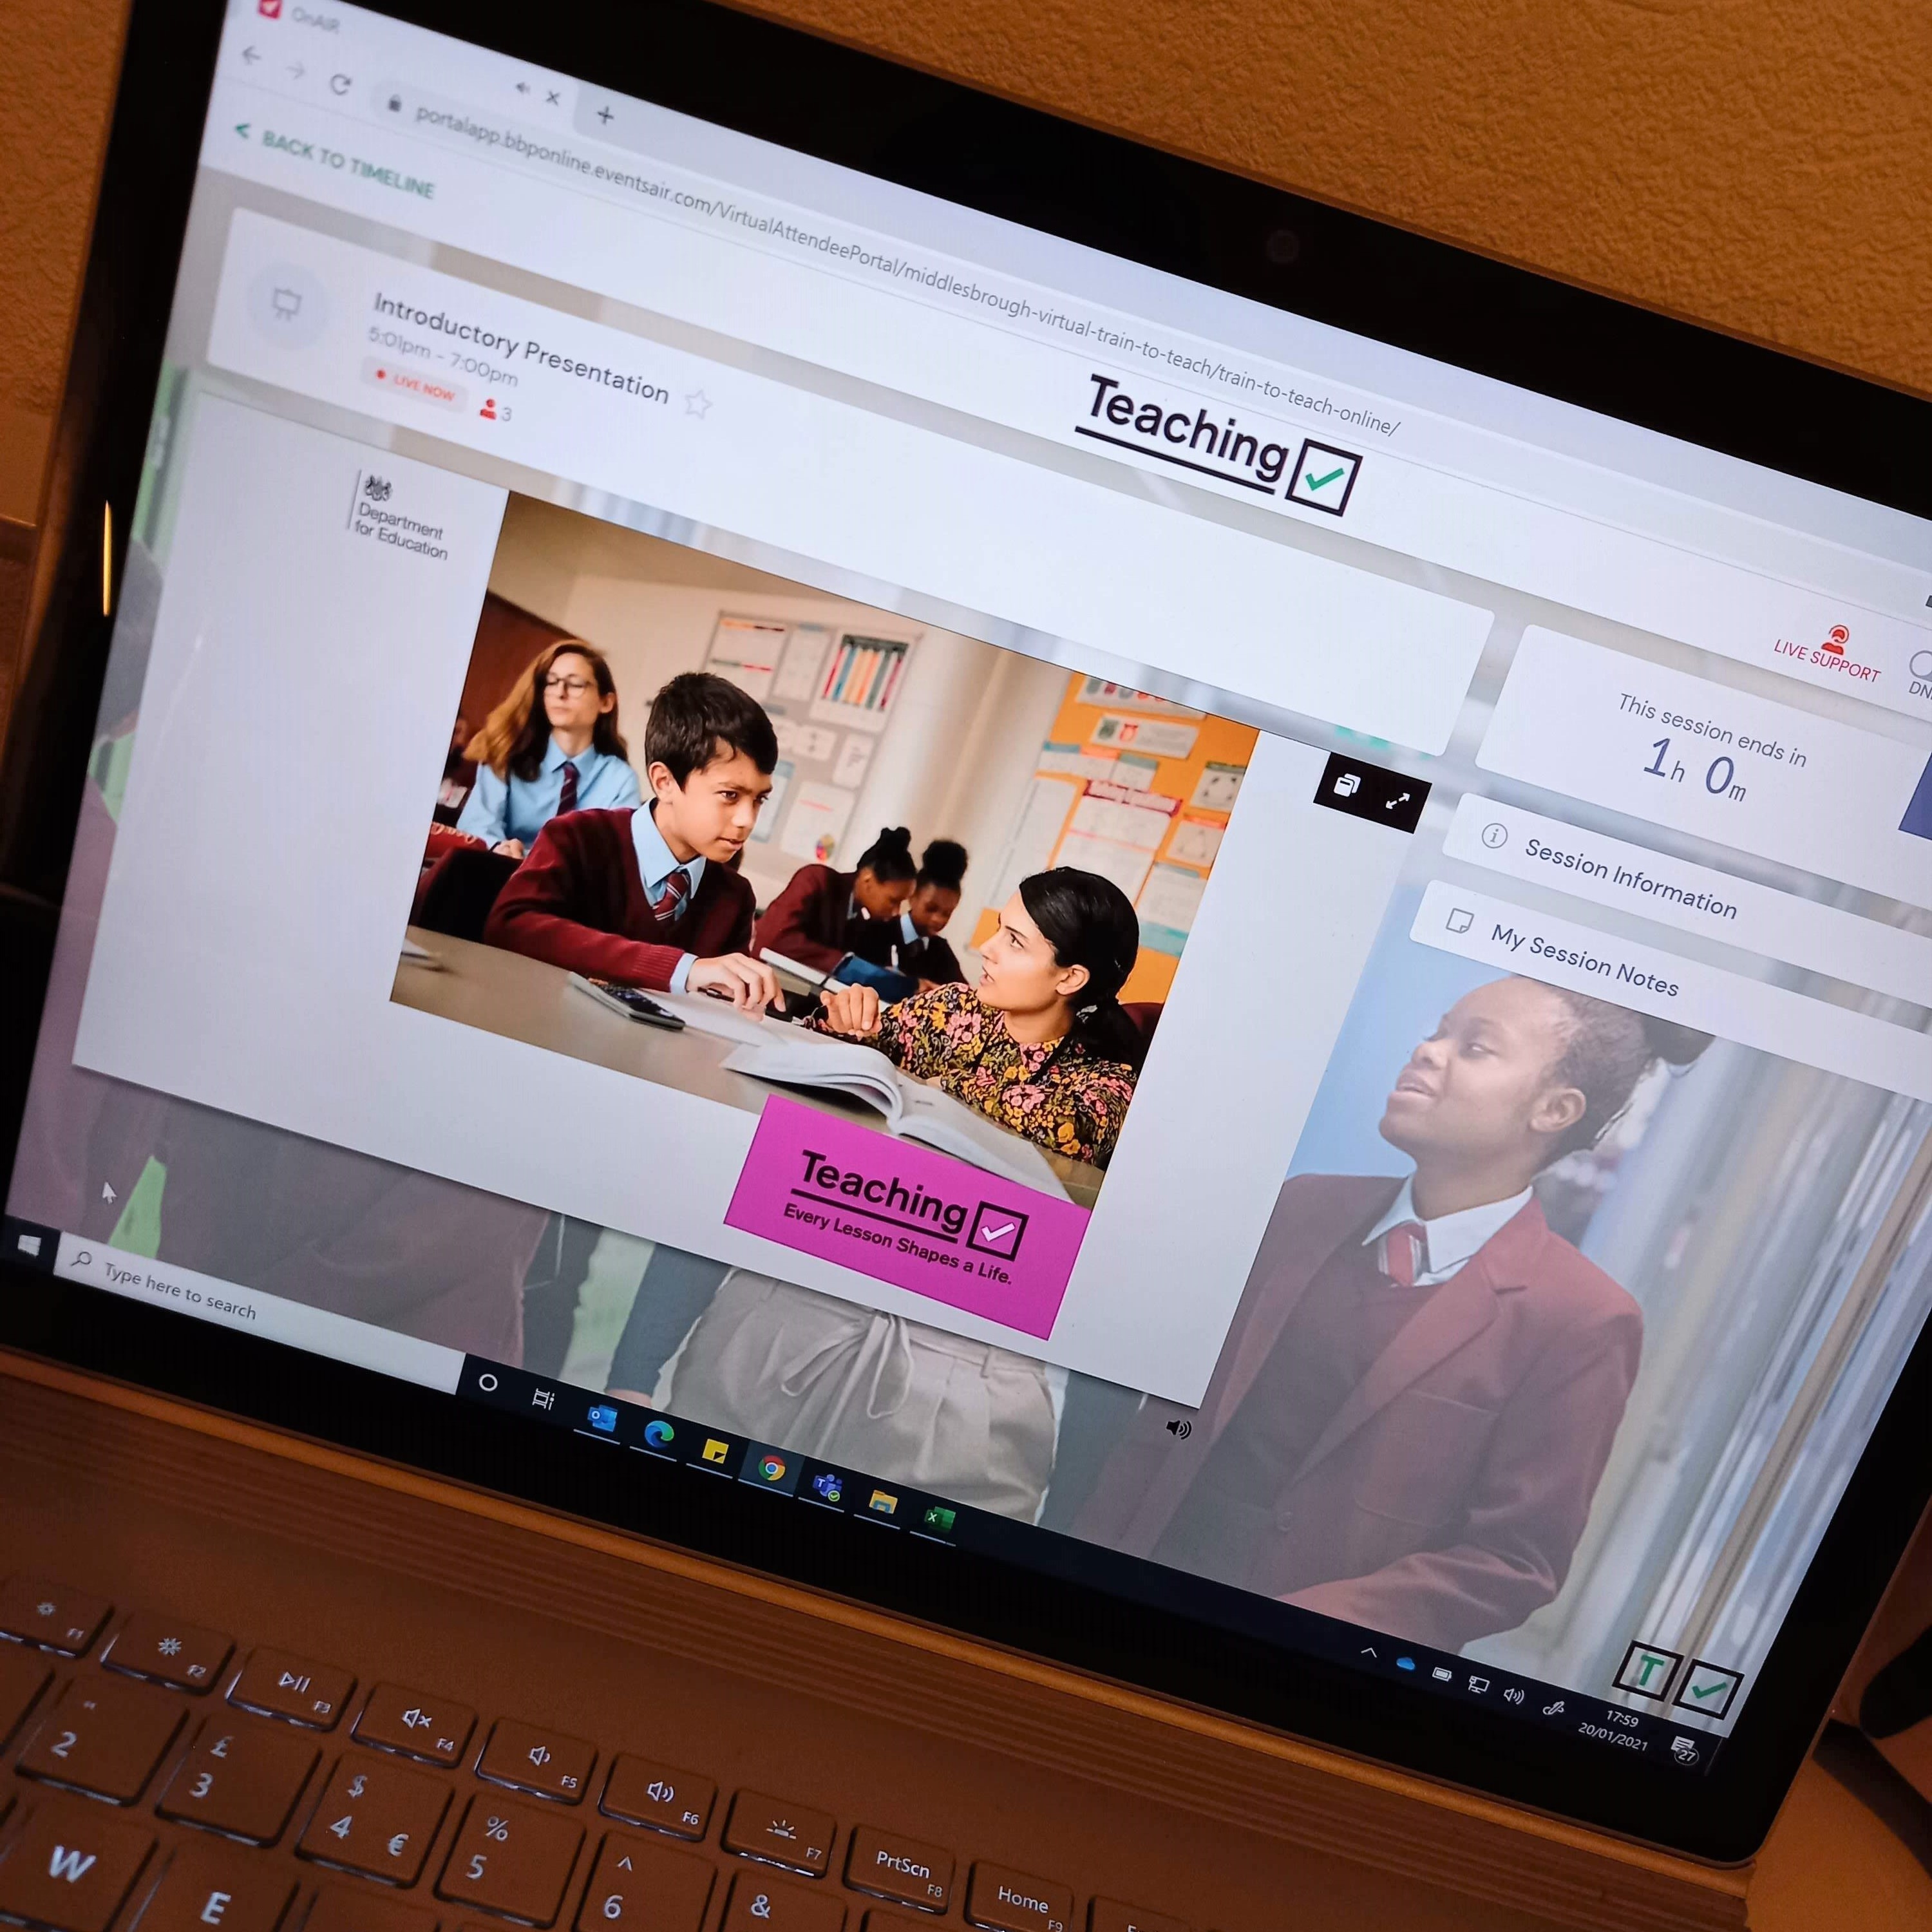 OnAIR
portalapp.bbponline.eventsair.com/VirtualAttendeePortal/middlesbrough-virtual-train-to-teach/train-to-teach-online/
BACK TO TIMELINE
Teaching
Introductory Presentation
5:01pm - 7:00pm
LIVE NOW
3
LIVE SUPPORT
Department
for Education
This session ends in
1h 0m
Session Information
My Session Notes
Teaching
Every Lesson Shapes a Life.
Type here to search
T
17:59
20/01/2021
27
F1
F2
F3
F4
F5
F6
F7
PrtScn
F8
Home
F9
"
2
£
3
$
4 €
%
5
^
6
&
W
E